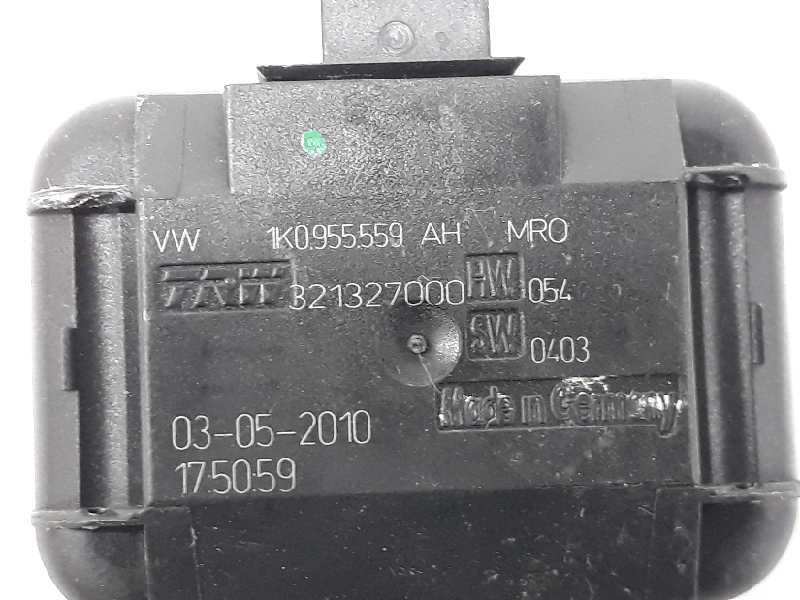 VW 1K0.955.559 AH MRO
TRW 321327000 HW 054
SW 0403
Made in Germany
03-05-2010
17:50:59